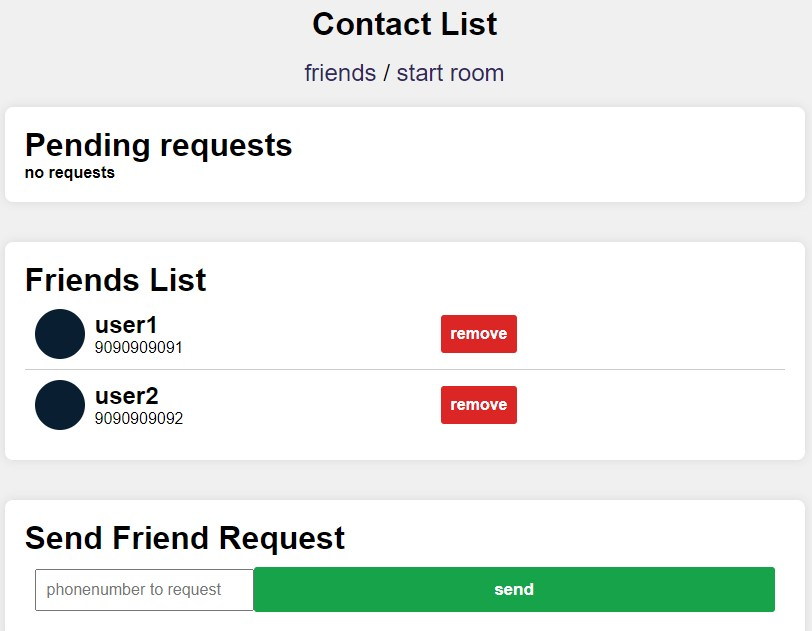 Contact List
friends / start room
Pending requests
no requests
Friends List
user1
9090909091
remove
user2
9090909092
remove
Send Friend Request
phonenumber to request
send